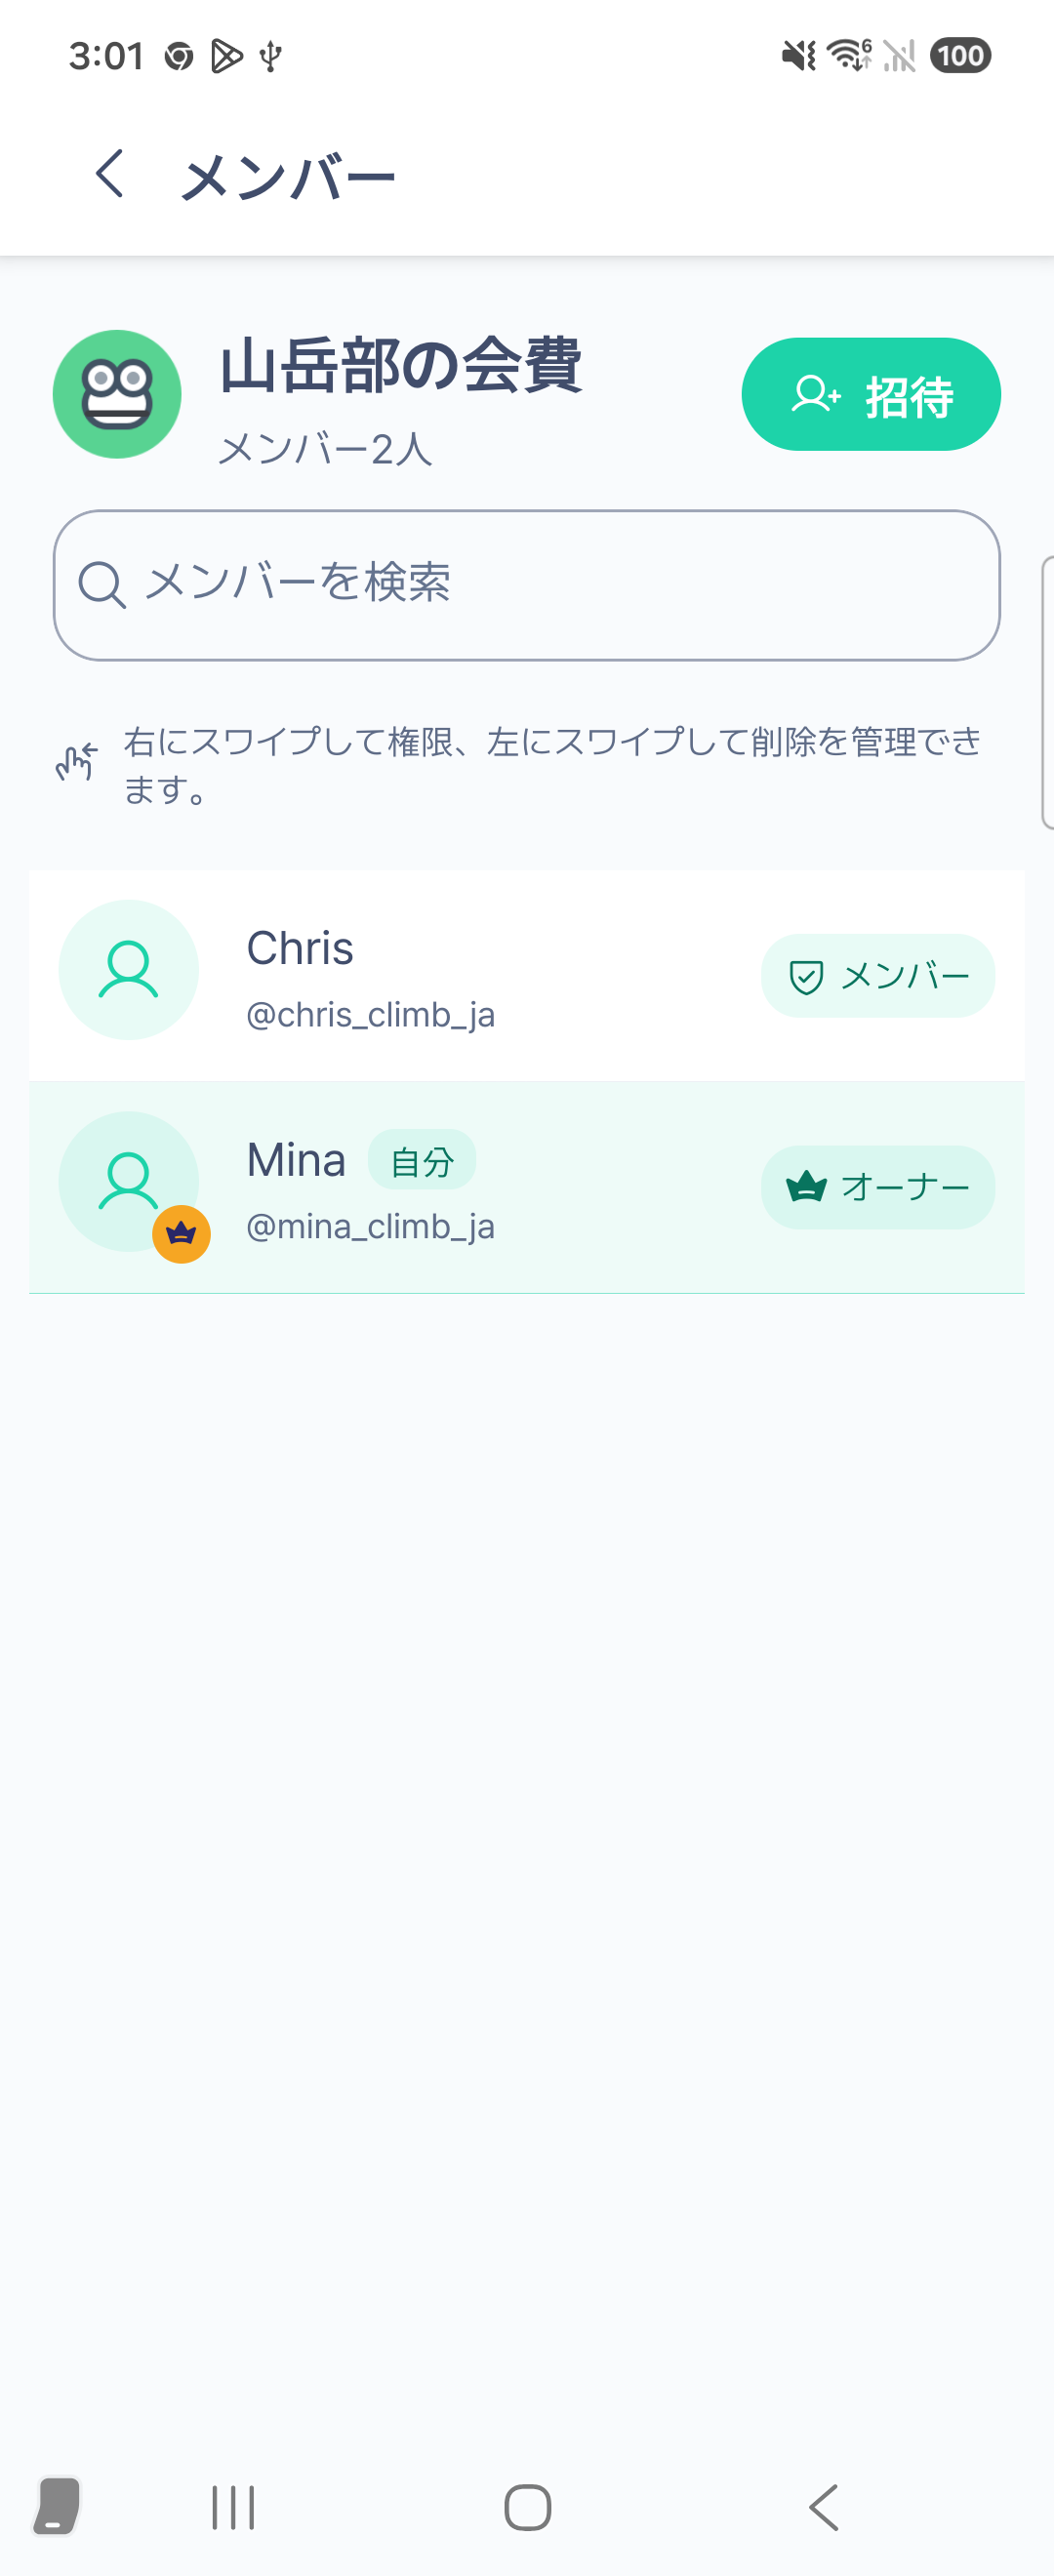 3:01
6
100
メンバー
山岳部の会費
メンバー2人
招待
メンバーを検索
右にスワイプして権限、左にスワイプして削除を管理でき
ます。
Chris
@chris_climb_ja
メンバー
Mina 自分
@mina_climb_ja
オーナー